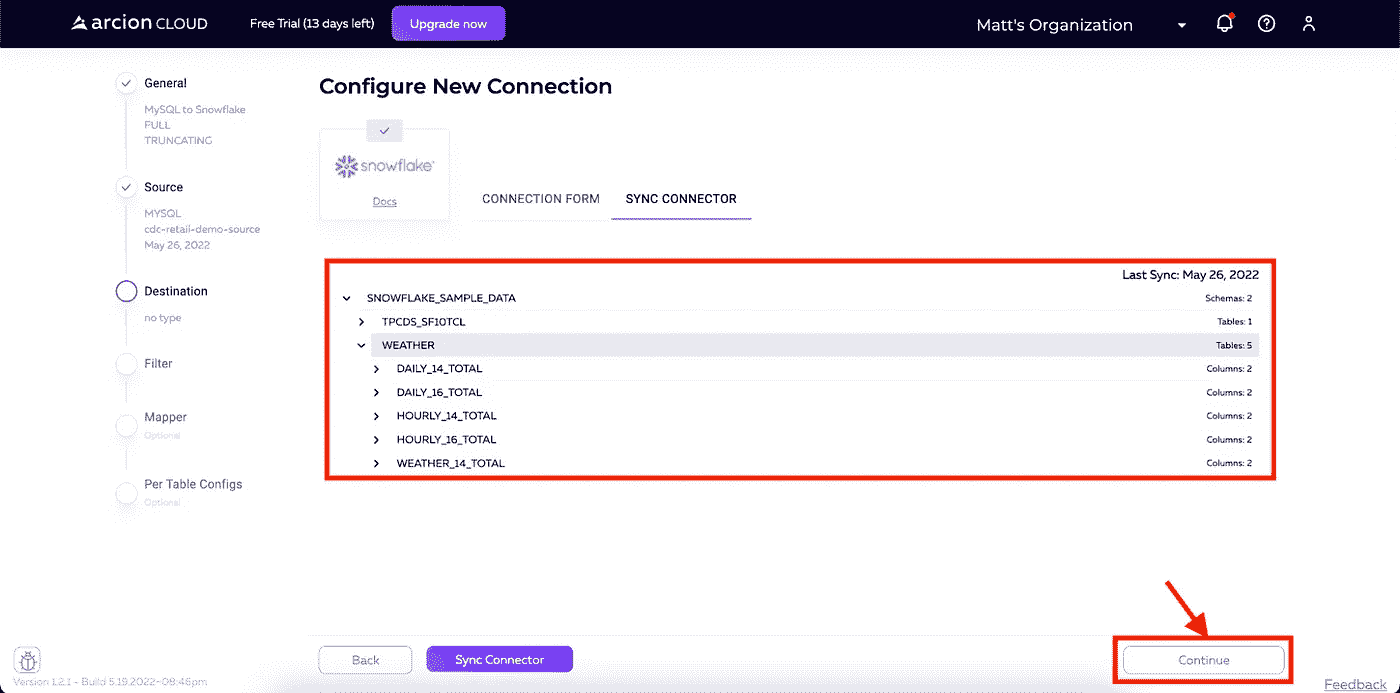 arcion CLOUD
Free Trial (13 days left)
Upgrade now
Matt's Organization
General
MySQL to Snowflake
PULL
TRUNCATING
Source
MYSQL
cdc-retail-demo-source
May 26, 2022
Destination
no type
Filter
Mapper
Optional
Per Table Configs
Optional
Configure New Connection
snowflake
Docs
CONNECTION FORM
SYNC CONNECTOR
Last Sync: May 26, 2022
SNOWFLAKE_SAMPLE_DATA Schemas: 2
TPCDS_SF10TCL Tables: 1
WEATHER Tables: 5
DAILY_14_TOTAL Columns: 2
DAILY_16_TOTAL Columns: 2
HOURLY_14_TOTAL Columns: 2
HOURLY_16_TOTAL Columns: 2
WEATHER_14_TOTAL Columns: 2
Back
Sync Connector
Continue
Version 1.2.1 - Build 5.19.2022-08:46pm
Feedback